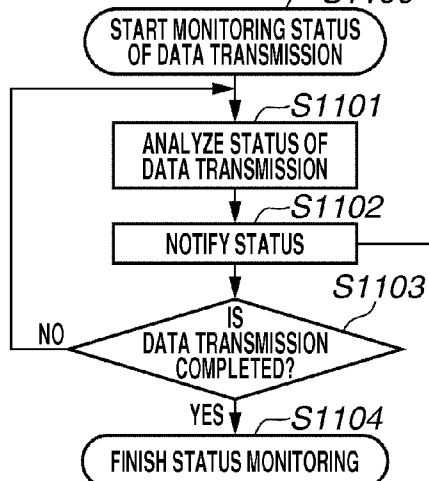 START MONITORING STATUS
OF DATA TRANSMISSION
S1101
ANALYZE STATUS OF
DATA TRANSMISSION
S1102
NOTIFY STATUS
S1103
IS
DATA TRANSMISSION
COMPLETED?
NO
YES
S1104
FINISH STATUS MONITORING